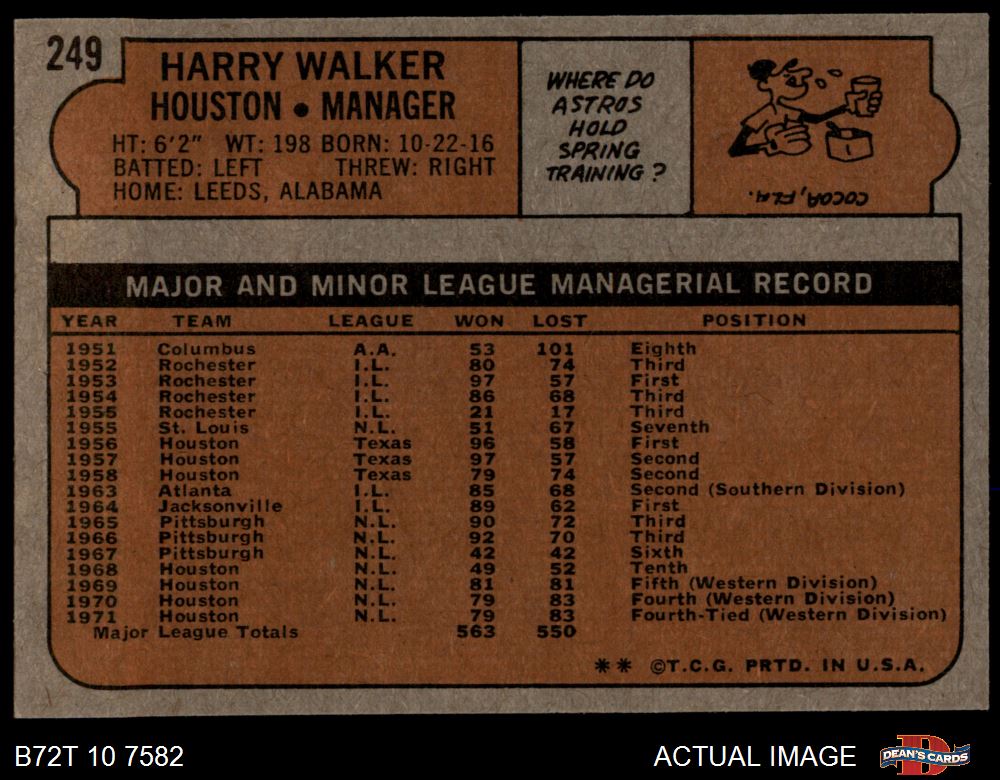 249
HARRY WALKER
HOUSTON • MANAGER
HT: 6'2" WT: 198 BORN: 10-22-16
BATTED: LEFT THREW: RIGHT
HOME: LEEDS, ALABAMA
WHERE DO
ASTROS
HOLD
SPRING
TRAINING?
COCOA, FLA.
MAJOR AND MINOR LEAGUE MANAGERIAL RECORD
YEAR TEAM LEAGUE WON LOST POSITION
1951 Columbus A.A. 53 101 Eighth
1952 Rochester I.L. 80 74 Third
1953 Rochester I.L. 97 57 First
1954 Rochester I.L. 86 68 Third
1955 Rochester I.L. 21 17 Third
1955 St. Louis N.L. 51 67 Seventh
1956 Houston Texas 96 58 First
1957 Houston Texas 97 57 Second
1958 Houston Texas 79 74 Second
1963 Atlanta I.L. 85 68 Second (Southern Division)
1964 Jacksonville I.L. 89 62 First
1965 Pittsburgh N.L. 90 72 Third
1966 Pittsburgh N.L. 92 70 Third
1967 Pittsburgh N.L. 42 42 Sixth
1968 Houston N.L. 49 52 Tenth
1969 Houston N.L. 81 81 Fifth (Western Division)
1970 Houston N.L. 79 83 Fourth (Western Division)
1971 Houston N.L. 79 83 Fourth-Tied (Western Division)
Major League Totals 563 550
** ©T.C.G. PRTD. IN U.S.A.
B72T 10 7582
ACTUAL IMAGE
D
DEAN'S CARDS